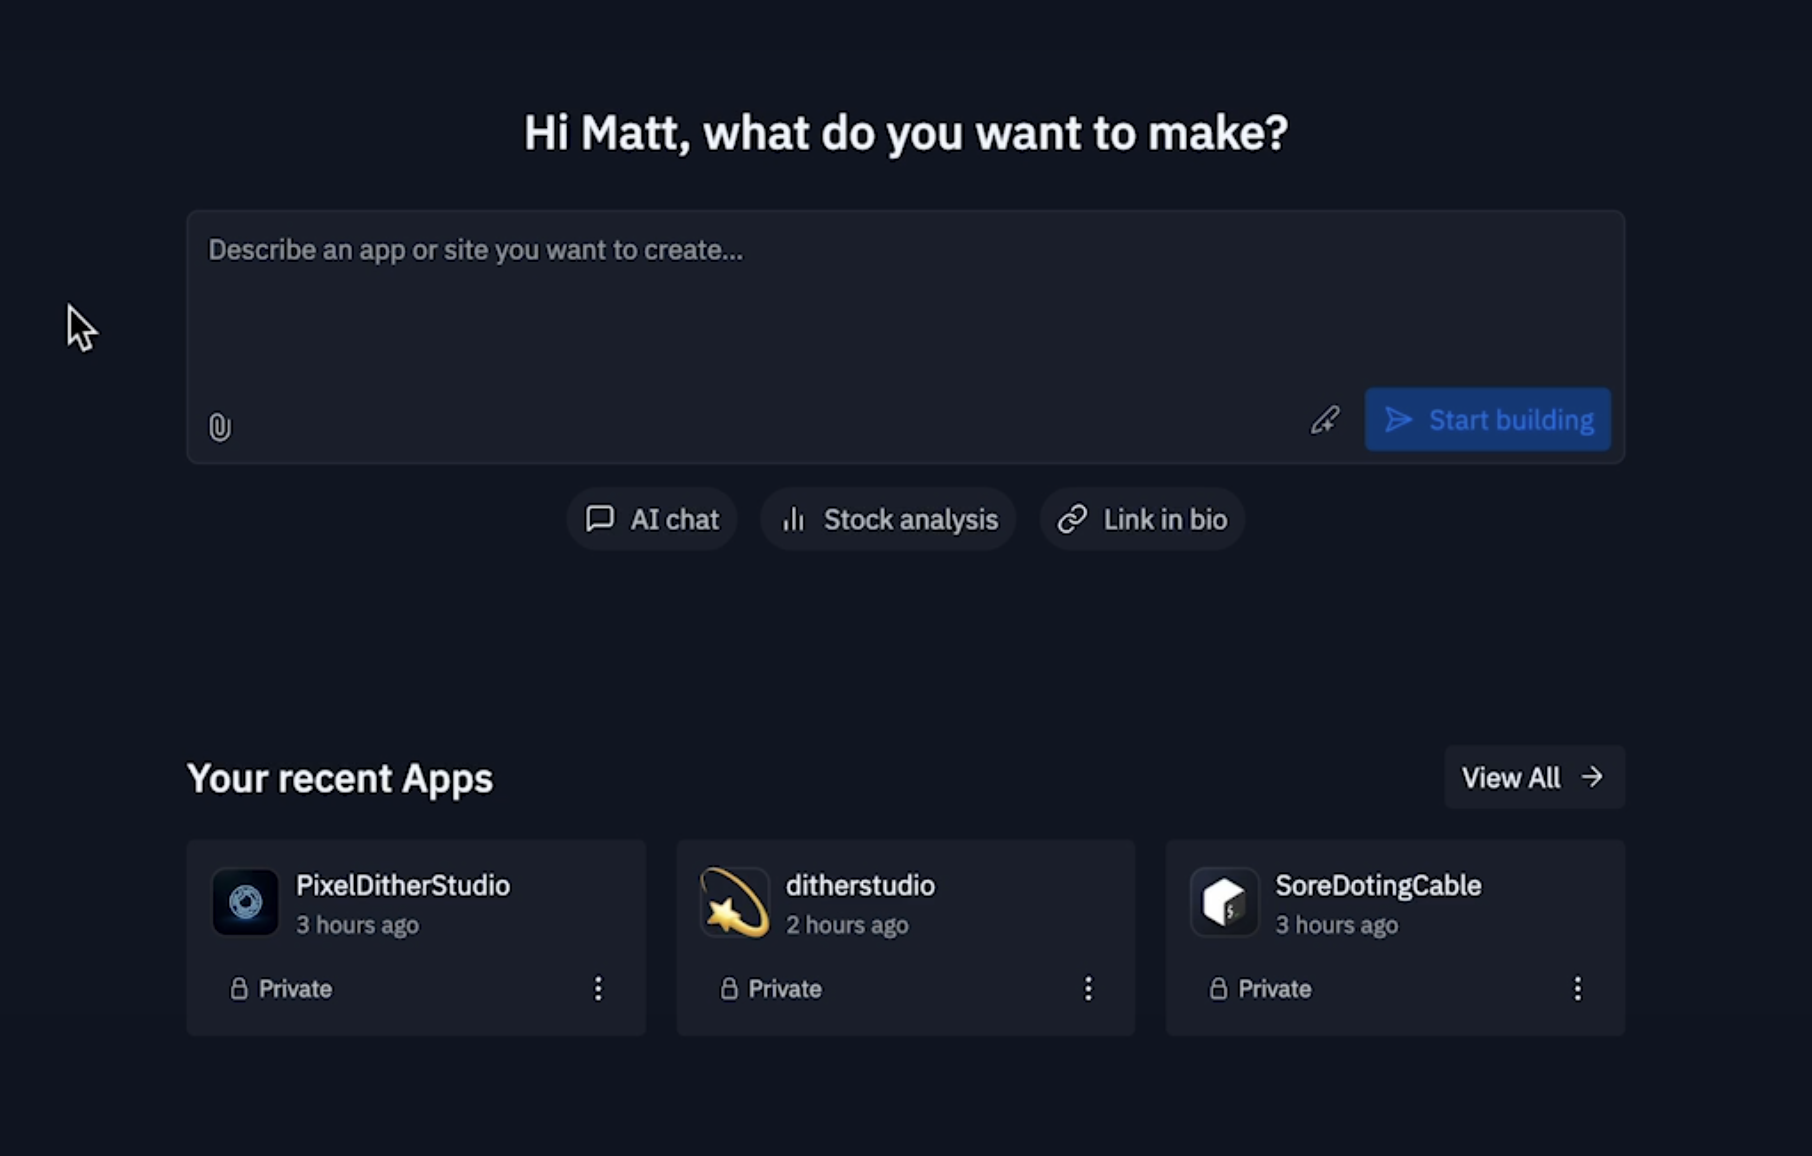 Hi Matt, what do you want to make?
Describe an app or site you want to create...
Start building
AI chat
Stock analysis
Link in bio
Your recent Apps
View All
PixelDitherStudio
3 hours ago
Private
ditherstudio
2 hours ago
Private
SoreDotingCable
3 hours ago
Private